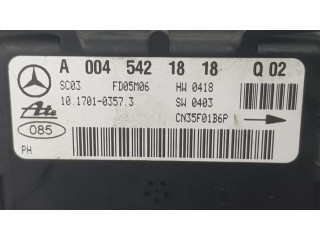 A 004 542 18 18 Q 02
SC03 FD05M06 HW 0418
10.1701-0357.3 SW 0403
Ate
085 CN35F01B6P
PH